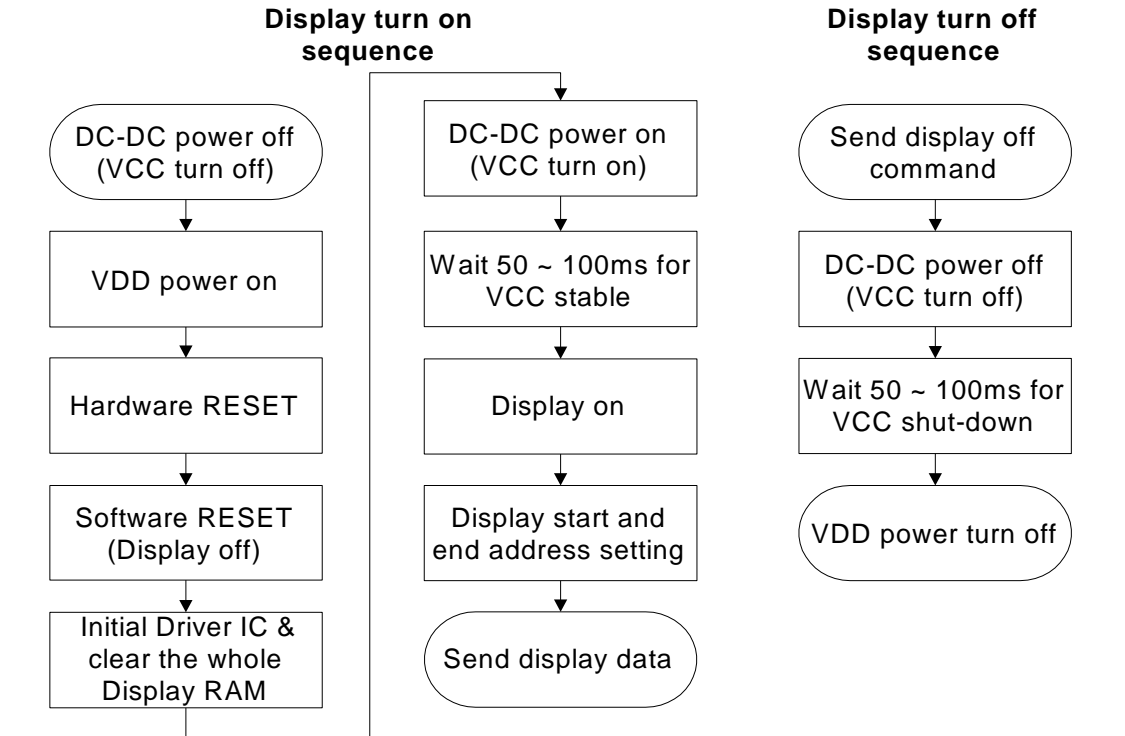 Display turn on
sequence
DC-DC power off
(VCC turn off)
VDD power on
Hardware RESET
Software RESET
(Display off)
Initial Driver IC &
clear the whole
Display RAM
DC-DC power on
(VCC turn on)
Wait 50 ~ 100ms for
VCC stable
Display on
Display start and
end address setting
Send display data
Display turn off
sequence
Send display off
command
DC-DC power off
(VCC turn off)
Wait 50 ~ 100ms for
VCC shut-down
VDD power turn off